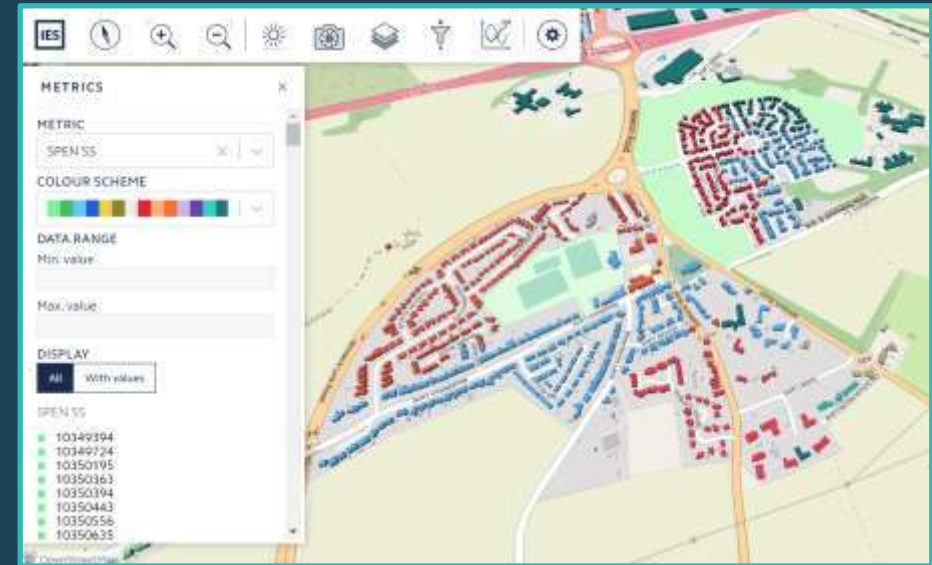 IES
METRICS
METRIC
SPEN SS
COLOUR SCHEME
DATA RANGE
Min. value
Max. value
DISPLAY
All
With values
SPEN SS
10349394
10349724
10350195
10350363
10350394
10350443
10350556
10350635
OpenStreetMap